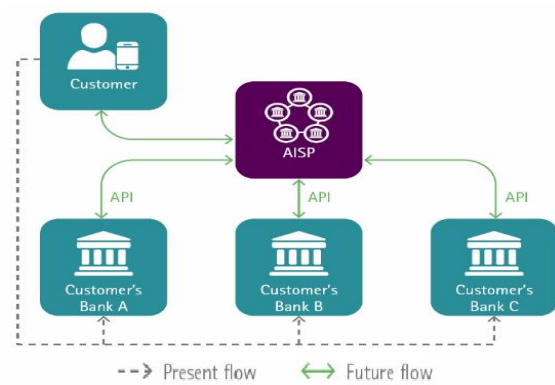 Customer
AISP
API
API
API
Customer's
Bank A
Customer's
Bank B
Customer's
Bank C
Present flow
Future flow